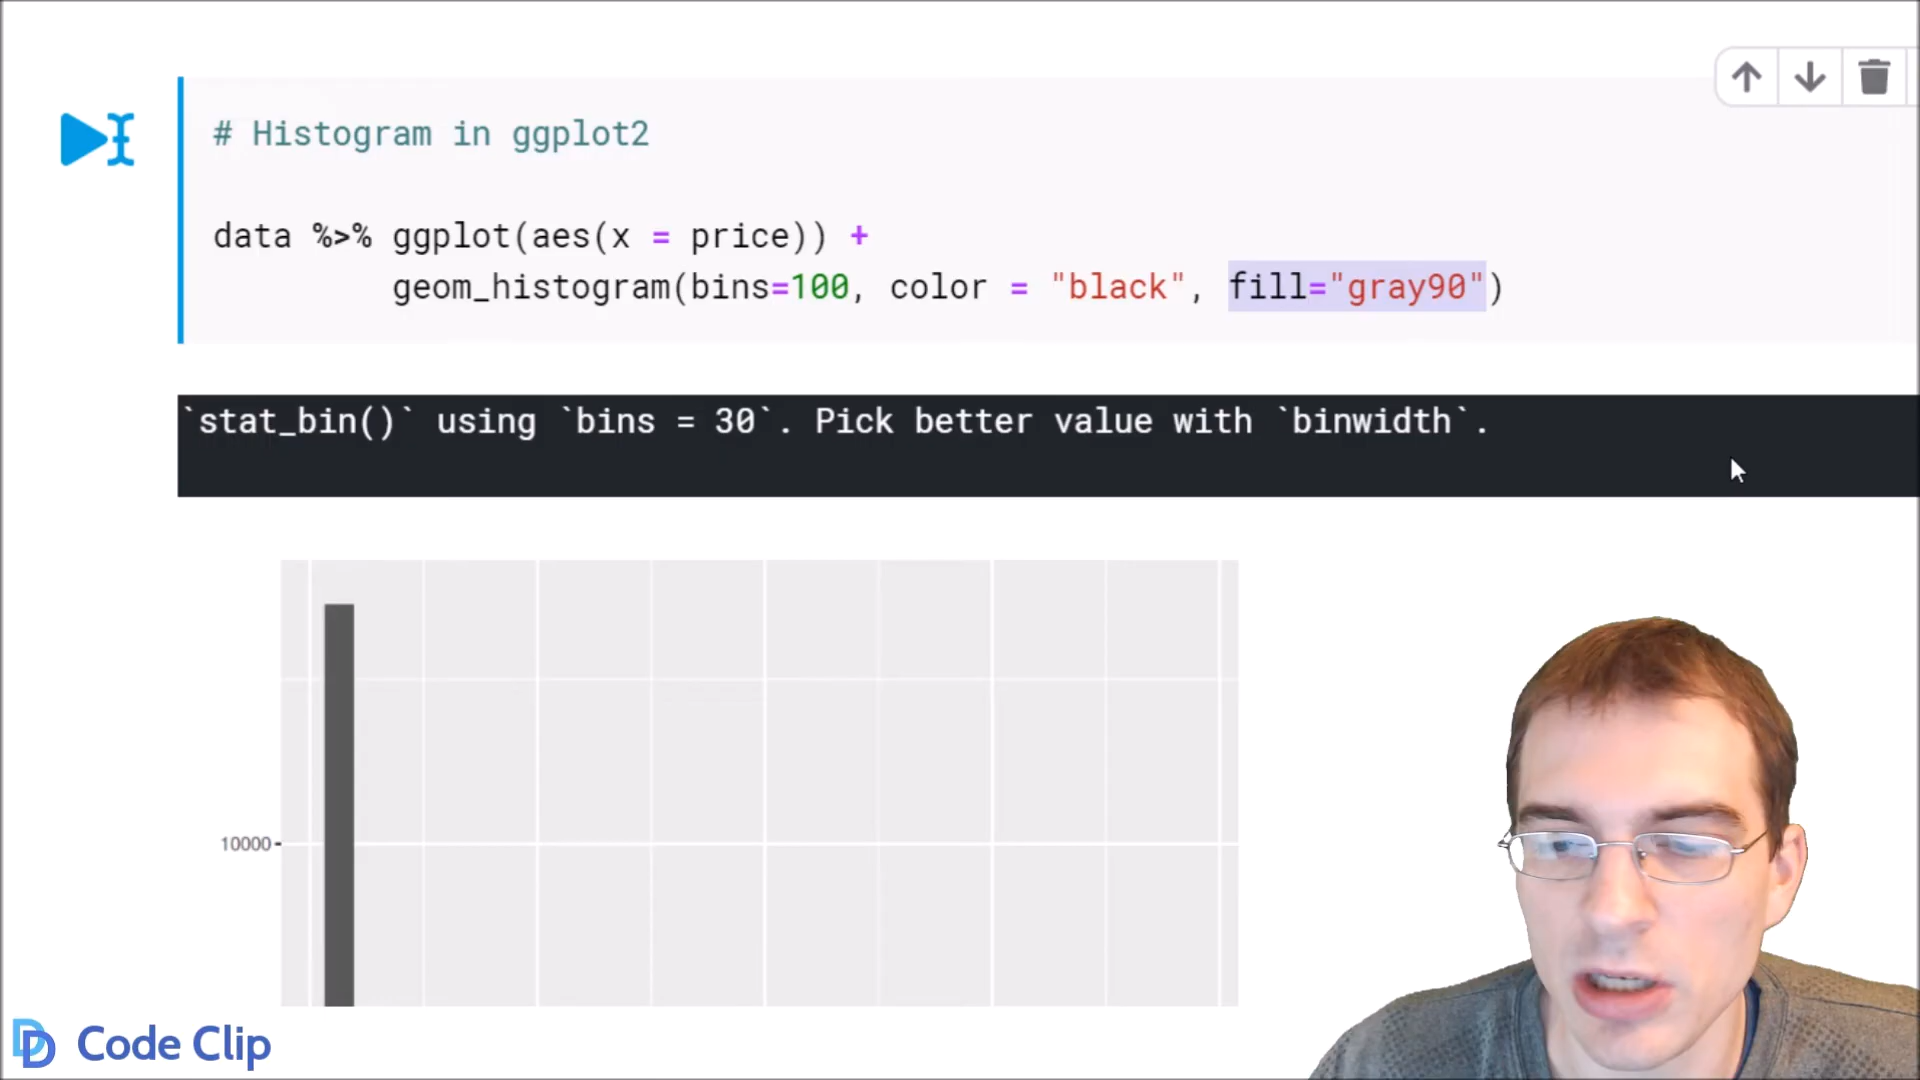 # Histogram in ggplot2
data %>% ggplot(aes(x = price)) +
geom_histogram(bins=100, color = "black", fill="gray90")
`stat_bin()` using `bins = 30`. Pick better value with `binwidth`.
10000
Code Clip